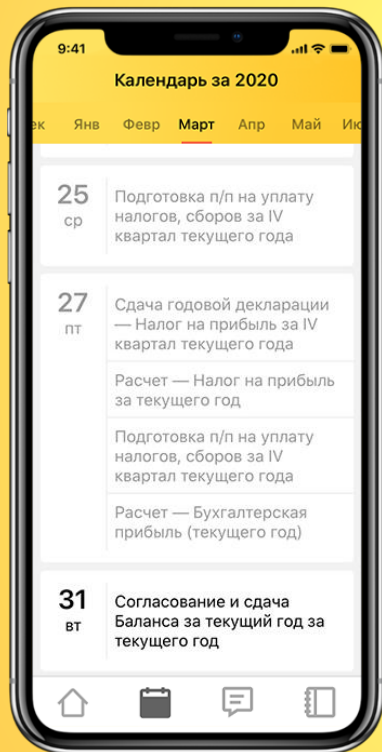 9:41
Календарь за 2020
ек Янв Февр Март Апр Май Ию
25
ср
Подготовка п/п на уплату
налогов, сборов за IV
квартал текущего года
27
пт
Сдача годовой декларации
— Налог на прибыль за IV
квартал текущего года
Расчет — Налог на прибыль
за текущего год
Подготовка п/п на уплату
налогов, сборов за IV
квартал текущего года
Расчет — Бухгалтерская
прибыль (текущего год)
31
вт
Согласование и сдача
Баланса за текущий год за
текущего год